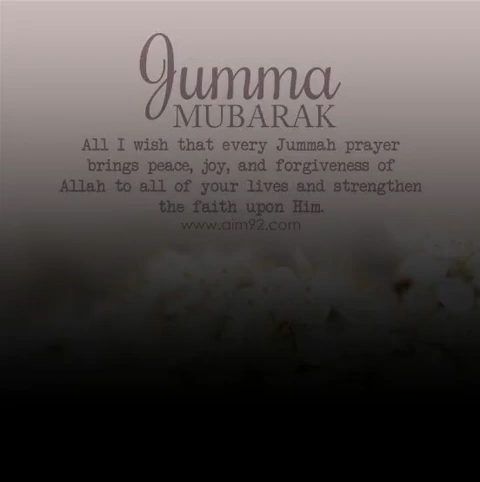 Jumma
MUBARAK
All I wish that every Jummah prayer
brings peace, joy, and forgiveness of
Allah to all of your lives and strengthen
the faith upon Him.
www.aim92.com